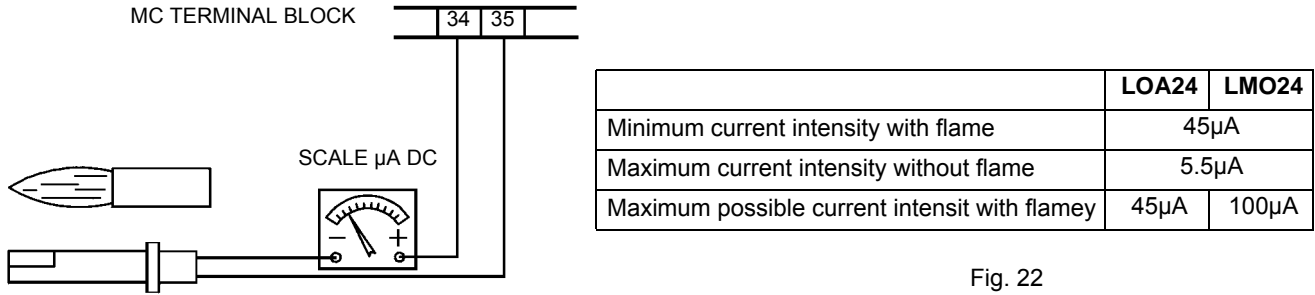 MC TERMINAL BLOCK
34 35
SCALE µA DC
− +
LOA24 LMO24
Minimum current intensity with flame 45µA
Maximum current intensity without flame 5.5µA
Maximum possible current intensit with flamey 45µA 100µA
Fig. 22